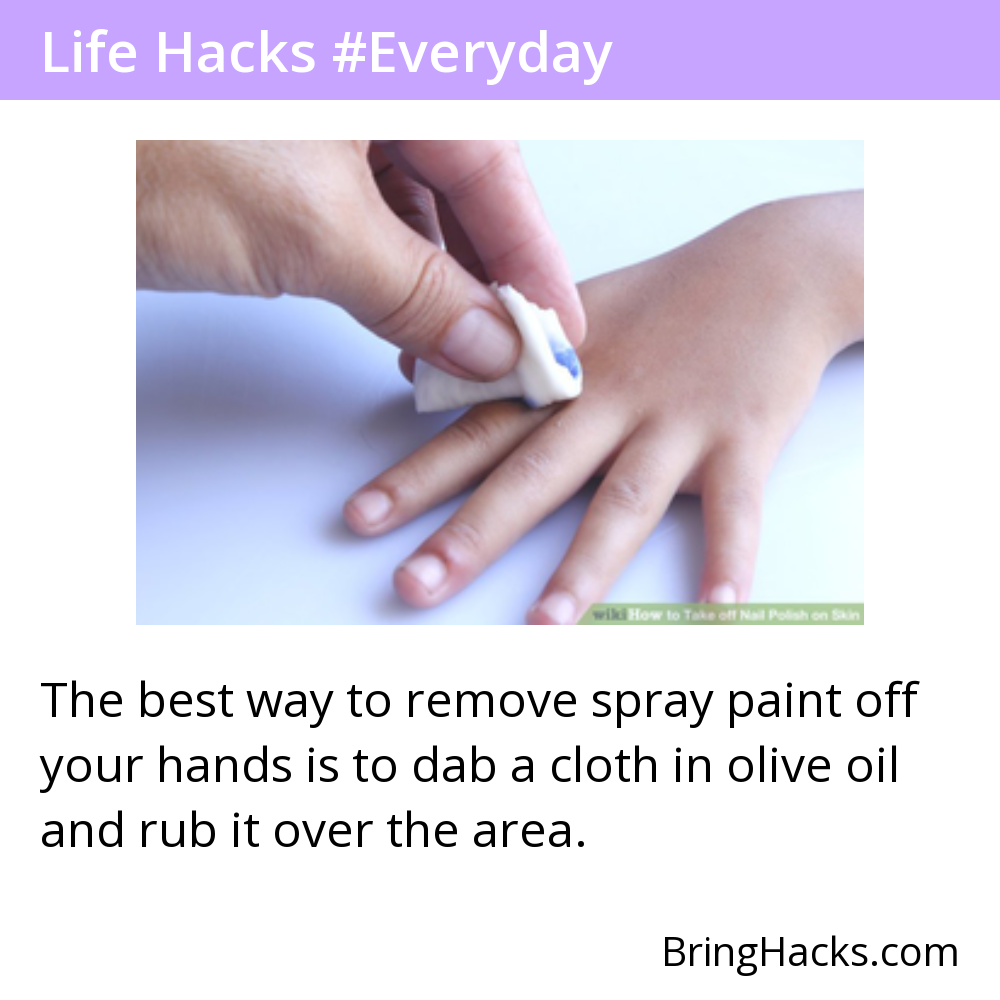 Life Hacks #Everyday
wikiHow to Take off Nail Polish on Skin
The best way to remove spray paint off
your hands is to dab a cloth in olive oil
and rub it over the area.
BringHacks.com